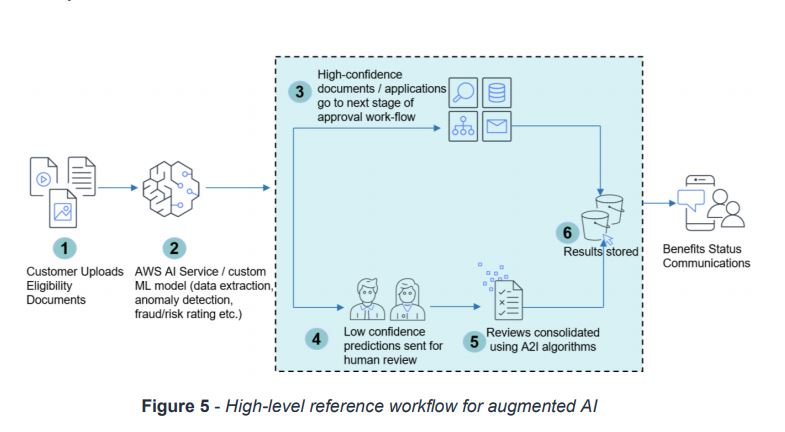 3
High-confidence
documents / applications
go to next stage of
approval work-flow
1
Customer Uploads
Eligibility
Documents
2
AWS AI Service / custom
ML model (data extraction,
anomaly detection,
fraud/risk rating etc.)
4
Low confidence
predictions sent for
human review
5
Reviews consolidated
using A2I algorithms
6
Results stored
Benefits Status
Communications
Figure 5 - High-level reference workflow for augmented AI